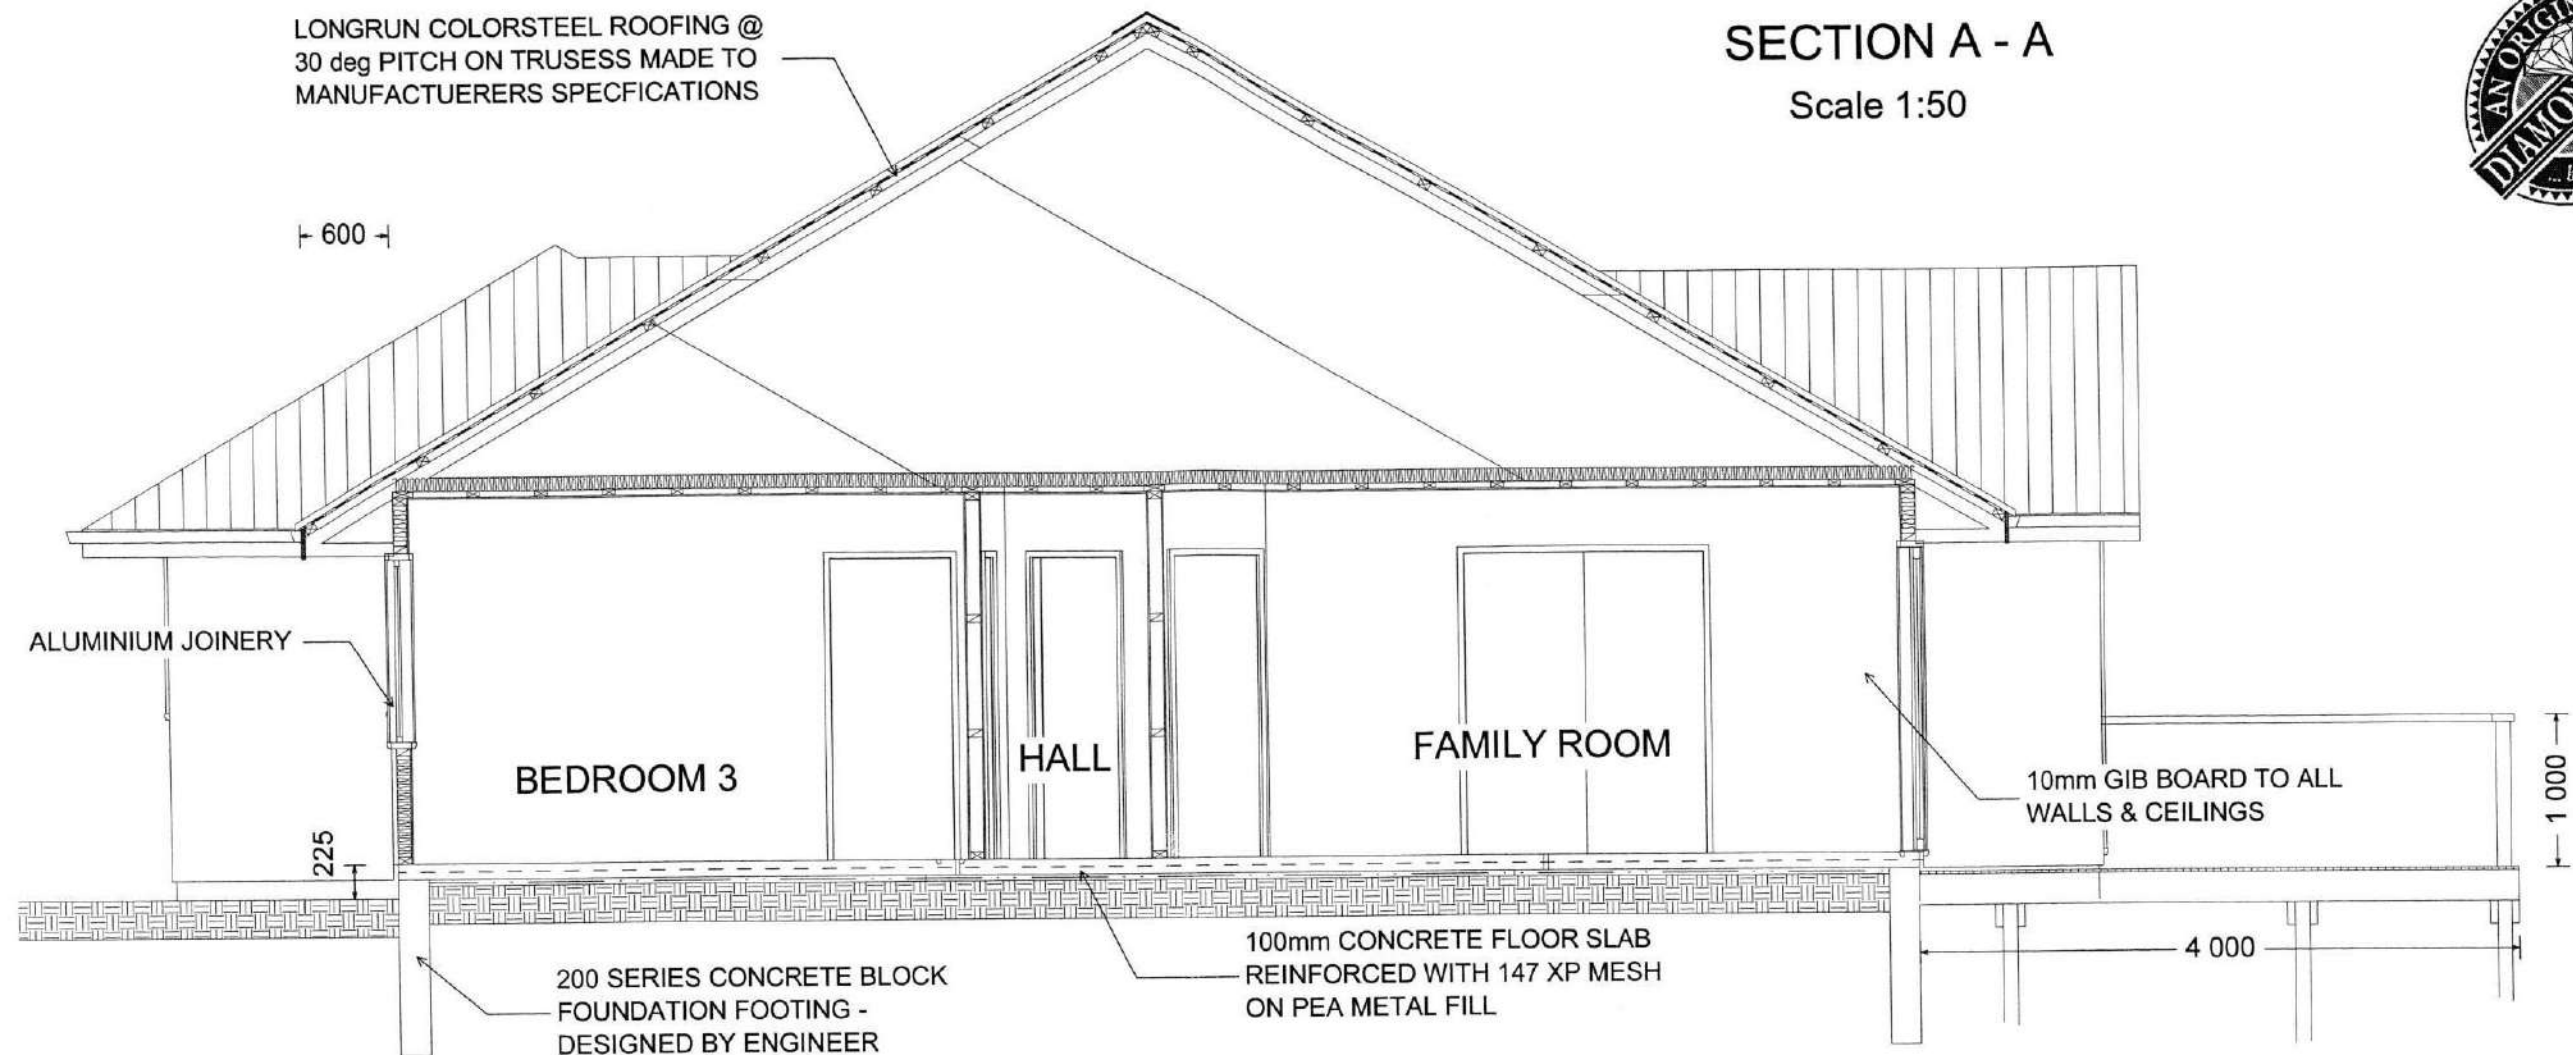 LONGRUN COLORSTEEL ROOFING @
30 deg PITCH ON TRUSESS MADE TO
MANUFACTUERERS SPECFICATIONS
SECTION A - A
Scale 1:50
AN
DIAMO
600
ALUMINIUM JOINERY
BEDROOM 3
HALL
FAMILY ROOM
10mm GIB BOARD TO ALL
WALLS & CEILINGS
1 000
225
4 000
200 SERIES CONCRETE BLOCK
FOUNDATION FOOTING -
DESIGNED BY ENGINEER
100mm CONCRETE FLOOR SLAB
REINFORCED WITH 147 XP MESH
ON PEA METAL FILL